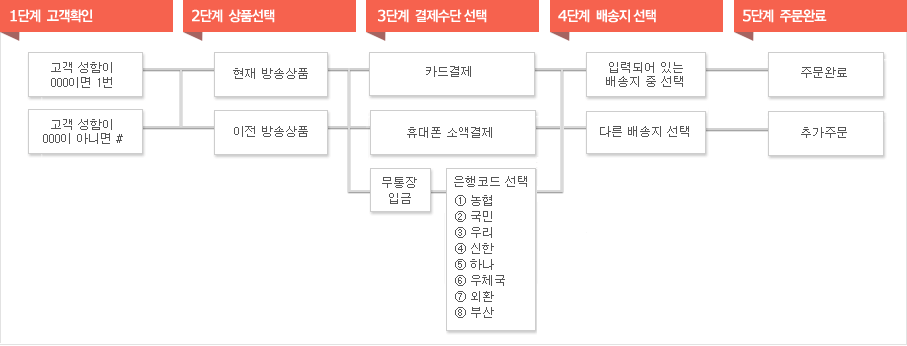 1단계 고객확인
2단계 상품선택
3단계 결제수단 선택
4단계 배송지 선택
5단계 주문완료
고객 성함이
000이면 1번
고객 성함이
000이 아니면 #
현재 방송상품
이전 방송상품
카드결제
휴대폰 소액결제
무통장
입금
은행코드 선택
① 농협
② 국민
③ 우리
④ 신한
⑤ 하나
⑥ 우체국
⑦ 외환
⑧ 부산
입력되어 있는
배송지 중 선택
다른 배송지 선택
주문완료
추가주문